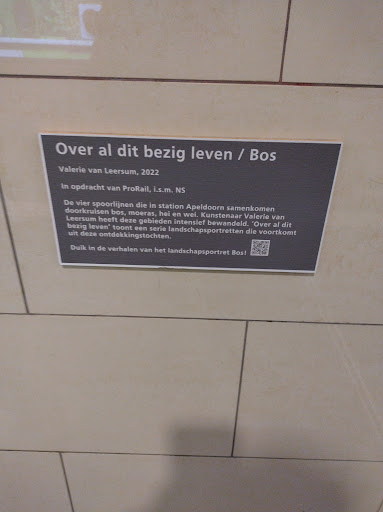 Over al dit bezig leven / Bos
Valerie van Leersum, 2022
In opdracht van ProRail, i.s.m. NS
De vier spoorlijnen die in station Apeldoorn samenkomen
doorkruisen bos, moeras, hei en wei. Kunstenaar Valerie van
Leersum heeft deze gebieden intensief bewandeld. 'Over al dit
bezig leven' toont een serie landschapsportretten die voortkomt
uit deze ontdekkingstochten.
Duik in de verhalen van het landschapsportret Bos!